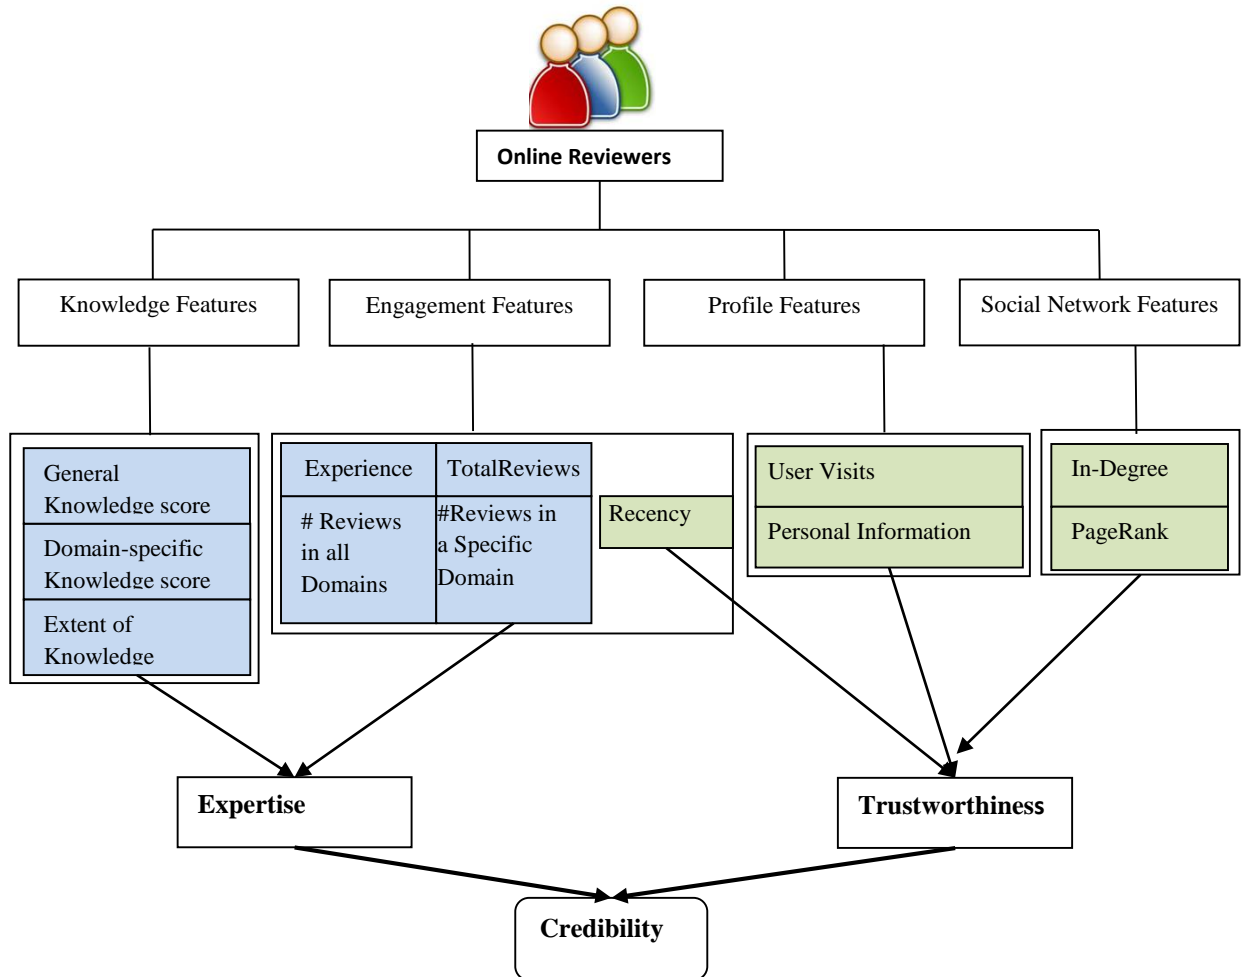 Online Reviewers
Knowledge Features
Engagement Features
Profile Features
Social Network Features
General
Knowledge score
Domain-specific
Knowledge score
Extent of
Knowledge
Experience
TotalReviews
# Reviews
in all
Domains
#Reviews in
a Specific
Domain
Recency
User Visits
Personal Information
In-Degree
PageRank
Expertise
Trustworthiness
Credibility